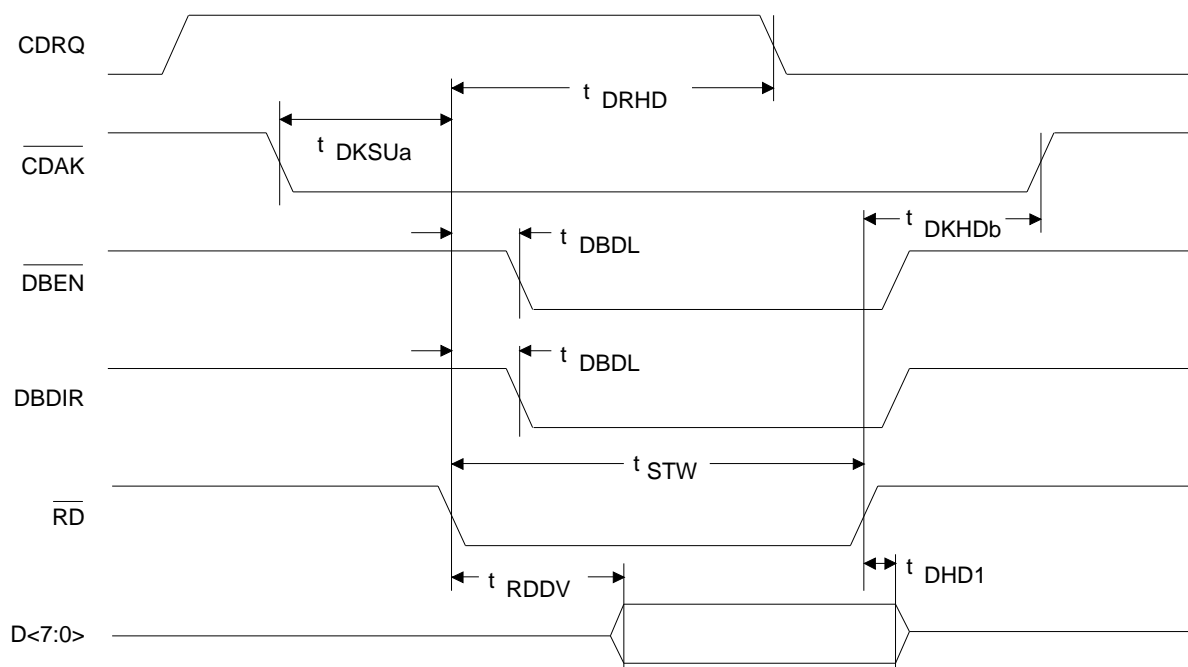 CDRQ
t DRHD
CDAK
t DKSUa
t DKHDb
DBEN
t DBDL
DBDIR
t DBDL
RD
t STW
t DHD1
t RDDV
D<7:0>